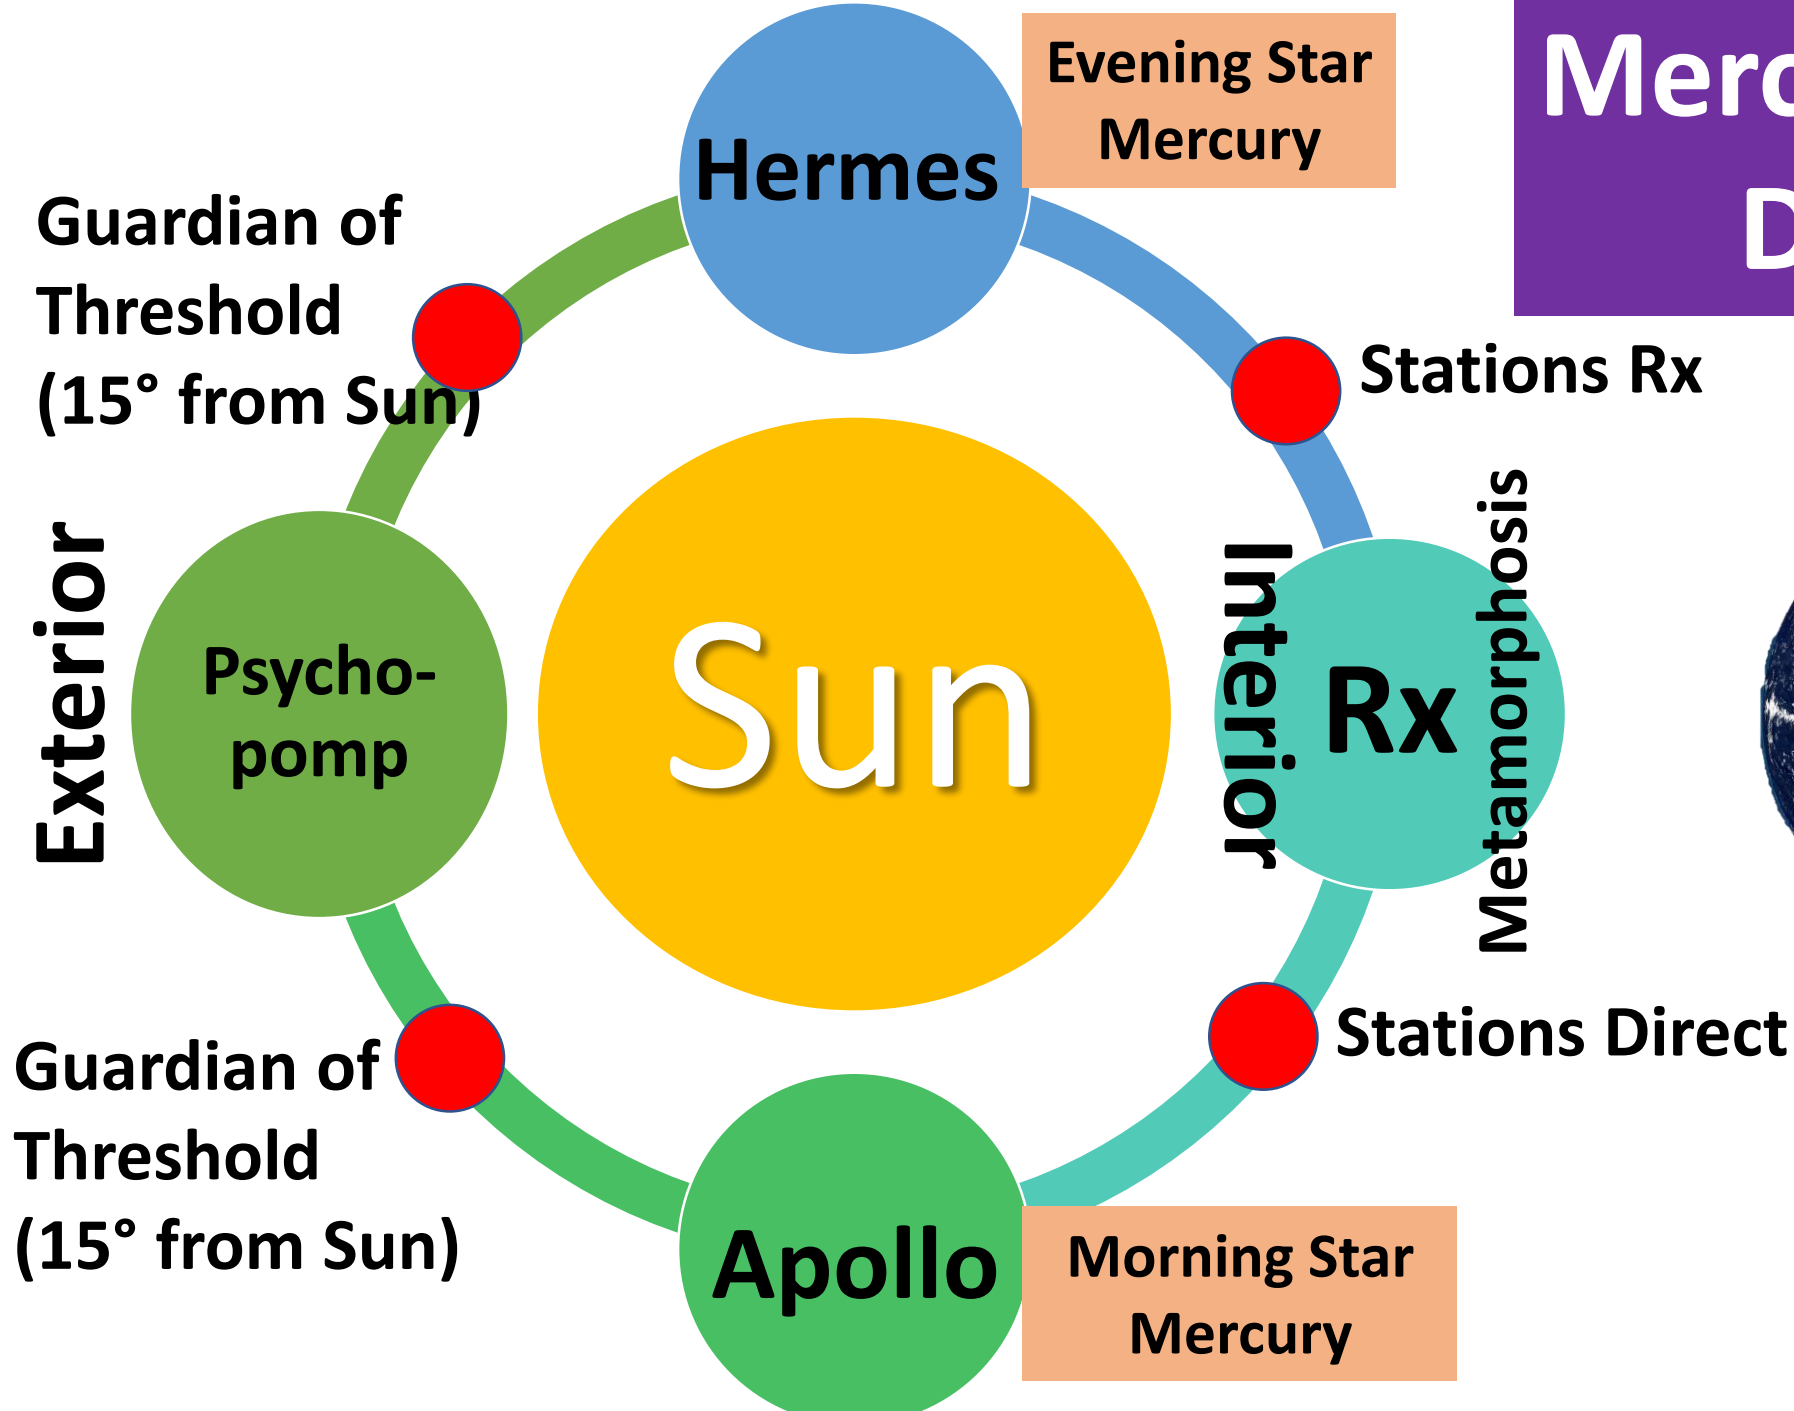 Evening Star
Mercury
Hermes
Guardian of
Threshold
(15° from Sun)
Stations Rx
Exterior
Psycho-
pomp
Sun
Interior
Rx
Metamorphosis
Stations Direct
Guardian of
Threshold
(15° from Sun)
Apollo
Morning Star
Mercury